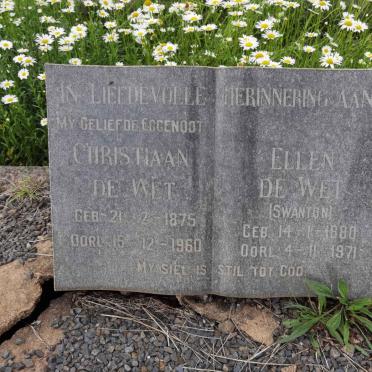 IN LIEFDEVOLLE HERINNERING AAN
MY GELIEFDE EGGENOOT
CHRISTIAAN
DE WET
GEB. 21-2-1875
OORL. 15-12-1960
ELLEN
DE WET
(SWANTON)
GEB. 14-1-1880
OORL. 4-11-1971
MY SIEL IS STIL TOT GOD